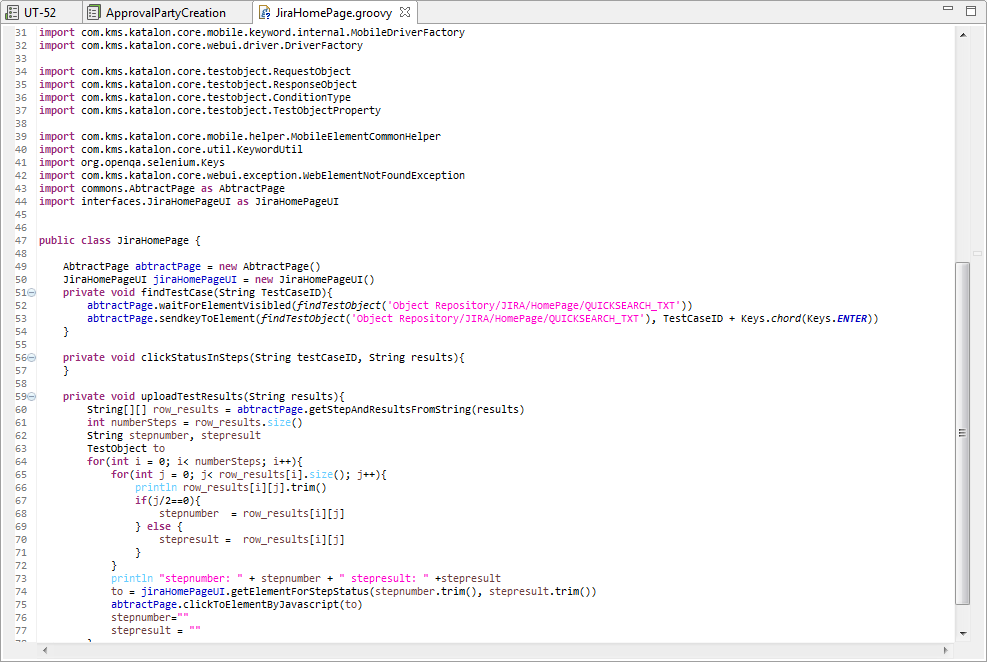 UT-52 ApprovalPartyCreation JiraHomePage.groovy
31 import com.kms.katalon.core.mobile.keyword.internal.MobileDriverFactory
32 import com.kms.katalon.core.webui.driver.DriverFactory
33
34 import com.kms.katalon.core.testobject.RequestObject
35 import com.kms.katalon.core.testobject.ResponseObject
36 import com.kms.katalon.core.testobject.ConditionType
37 import com.kms.katalon.core.testobject.TestObjectProperty
38
39 import com.kms.katalon.core.mobile.helper.MobileElementCommonHelper
40 import com.kms.katalon.core.util.KeywordUtil
41 import org.openqa.selenium.Keys
42 import com.kms.katalon.core.webui.exception.WebElementNotFoundException
43 import commons.AbtractPage as AbtractPage
44 import interfaces.JiraHomePageUI as JiraHomePageUI
45
46
47 public class JiraHomePage {
48
49 AbtractPage abtractPage = new AbtractPage()
50 JiraHomePageUI jiraHomePageUI = new JiraHomePageUI()
51 private void findTestCase(String TestCaseID){
52 abtractPage.waitForElementVisibled(findTestObject('Object Repository/JIRA/HomePage/QUICKSEARCH_TXT'))
53 abtractPage.sendkeyToElement(findTestObject('Object Repository/JIRA/HomePage/QUICKSEARCH_TXT'), TestCaseID + Keys.chord(Keys.ENTER))
54 }
55
56 private void clickStatusInSteps(String testCaseID, String results){
57 }
58
59 private void uploadTestResults(String results){
60 String[][] row_results = abtractPage.getStepAndResultsFromString(results)
61 int numberSteps = row_results.size()
62 String stepnumber, stepresult
63 TestObject to
64 for(int i = 0; i< numberSteps; i++){
65 for(int j = 0; j< row_results[i].size(); j++){
66 println row_results[i][j].trim()
67 if(j/2==0){
68 stepnumber  = row_results[i][j]
69 } else {
70 stepresult =  row_results[i][j]
71 }
72 }
73 println "stepnumber: " + stepnumber + " stepresult: " +stepresult
74 to = jiraHomePageUI.getElementForStepStatus(stepnumber.trim(), stepresult.trim())
75 abtractPage.clickToElementByJavascript(to)
76 stepnumber=""
77 stepresult = ""